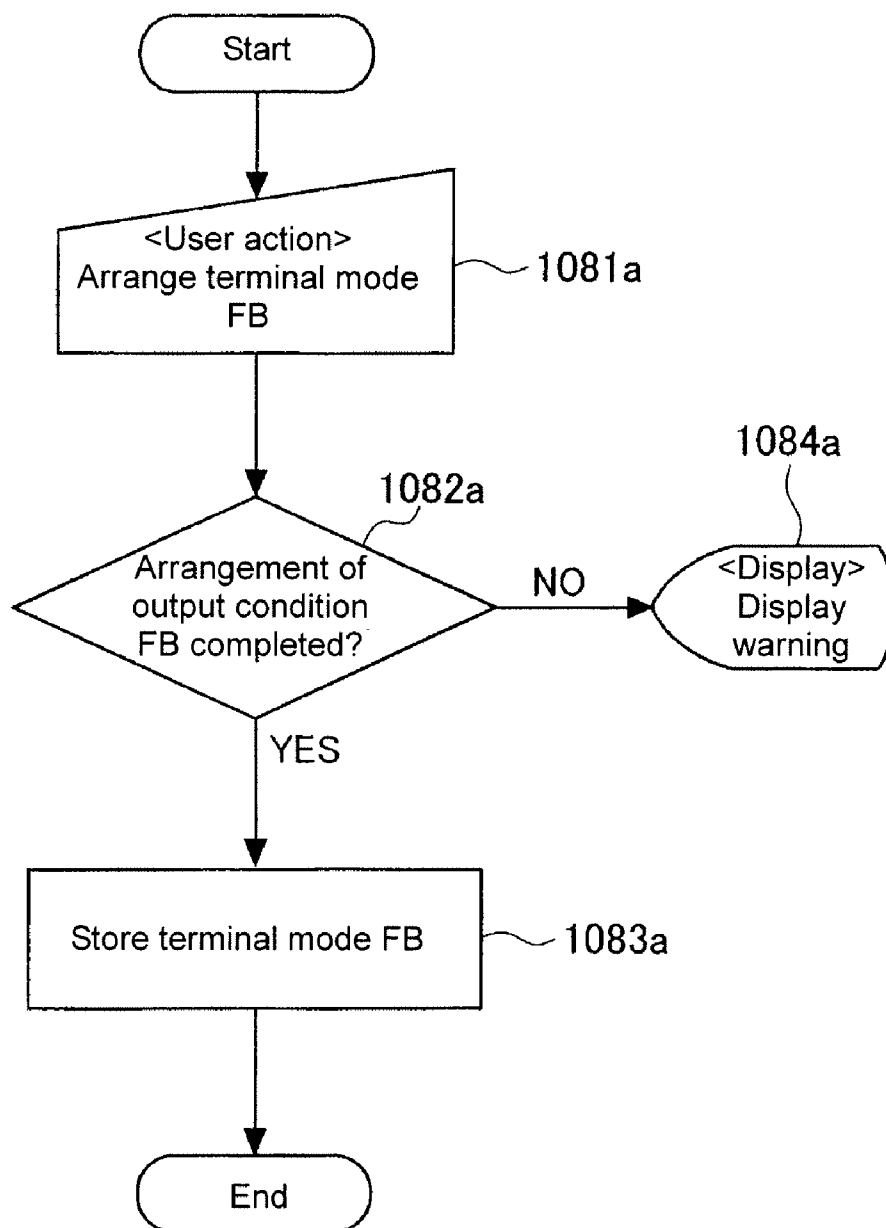 Start
<User action>
Arrange terminal mode
FB
1081a
1084a
1082a
Arrangement of
output condition
FB completed?
NO
<Display>
Display
warning
YES
Store terminal mode FB
1083a
End